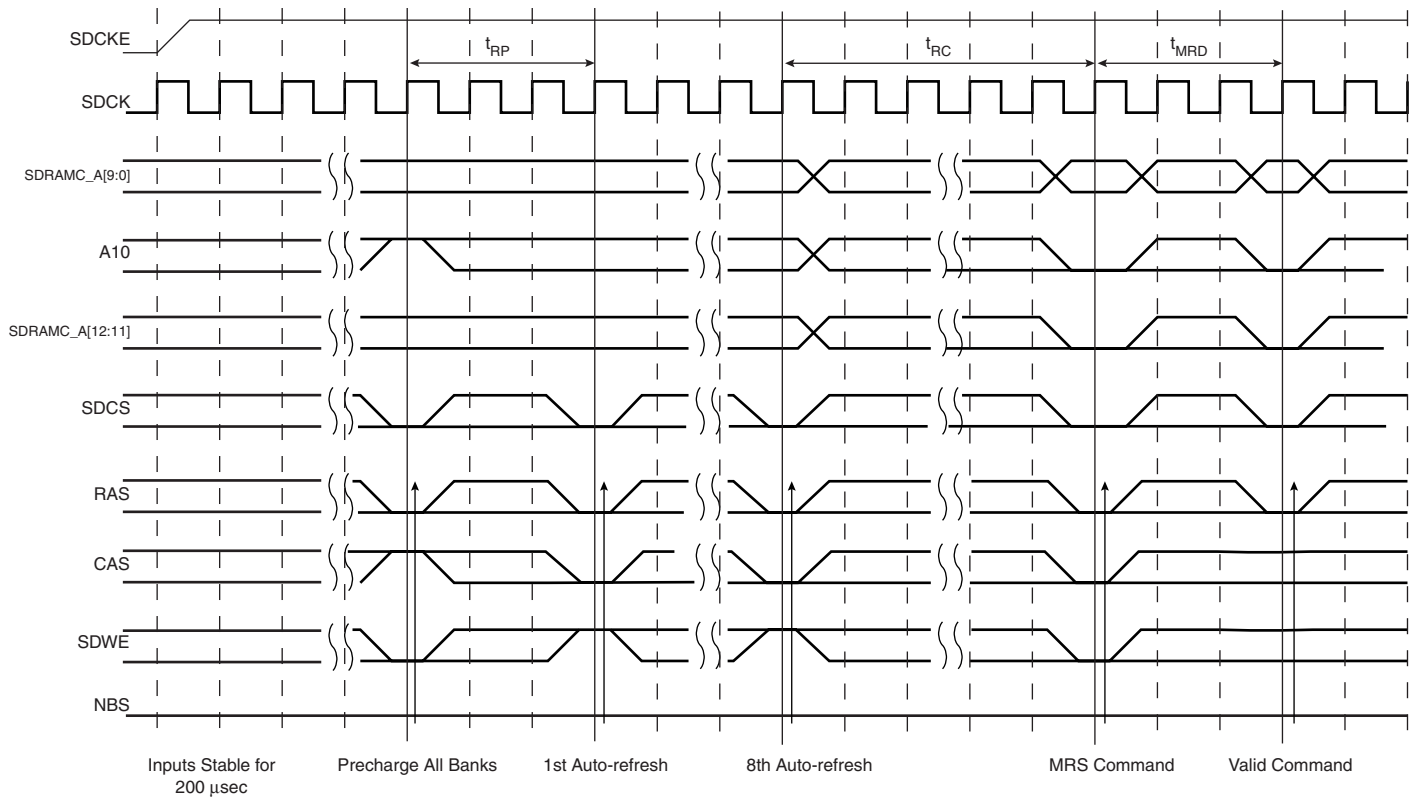 SDCKE
t_RP
t_RC
t_MRD
SDCK
SDRAMC_A[9:0]
A10
SDRAMC_A[12:11]
SDCS
RAS
CAS
SDWE
NBS
Inputs Stable for
200 μsec
Precharge All Banks
1st Auto-refresh
8th Auto-refresh
MRS Command
Valid Command